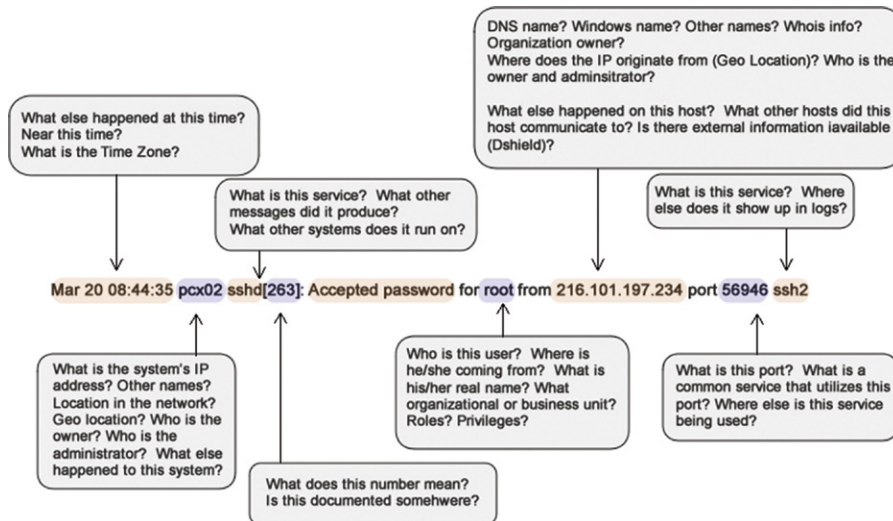 DNS name? Windows name? Other names? Whois info?
Organization owner?
Where does the IP originate from (Geo Location)? Who is the
owner and adminsitrator?
What else happened on this host? What other hosts did this
host communicate to? Is there external information iavailable
(Dshield)?
What else happened at this time?
Near this time?
What is the Time Zone?
What is this service? What other
messages did it produce?
What other systems does it run on?
What is this service? Where
else does it show up in logs?
Mar 20 08:44:35 pcx02 sshd[263]: Accepted password for root from 216.101.197.234 port 56946 ssh2
What is the system's IP
address? Other names?
Location in the network?
Geo location? Who is the
owner? Who is the
administrator? What else
happened to this system?
Who is this user? Where is
he/she coming from? What is
his/her real name? What
organizational or business unit?
Roles? Privileges?
What is this port? What is a
common service that utilizes this
port? Where else is this service
being used?
What does this number mean?
Is this documented somehwere?